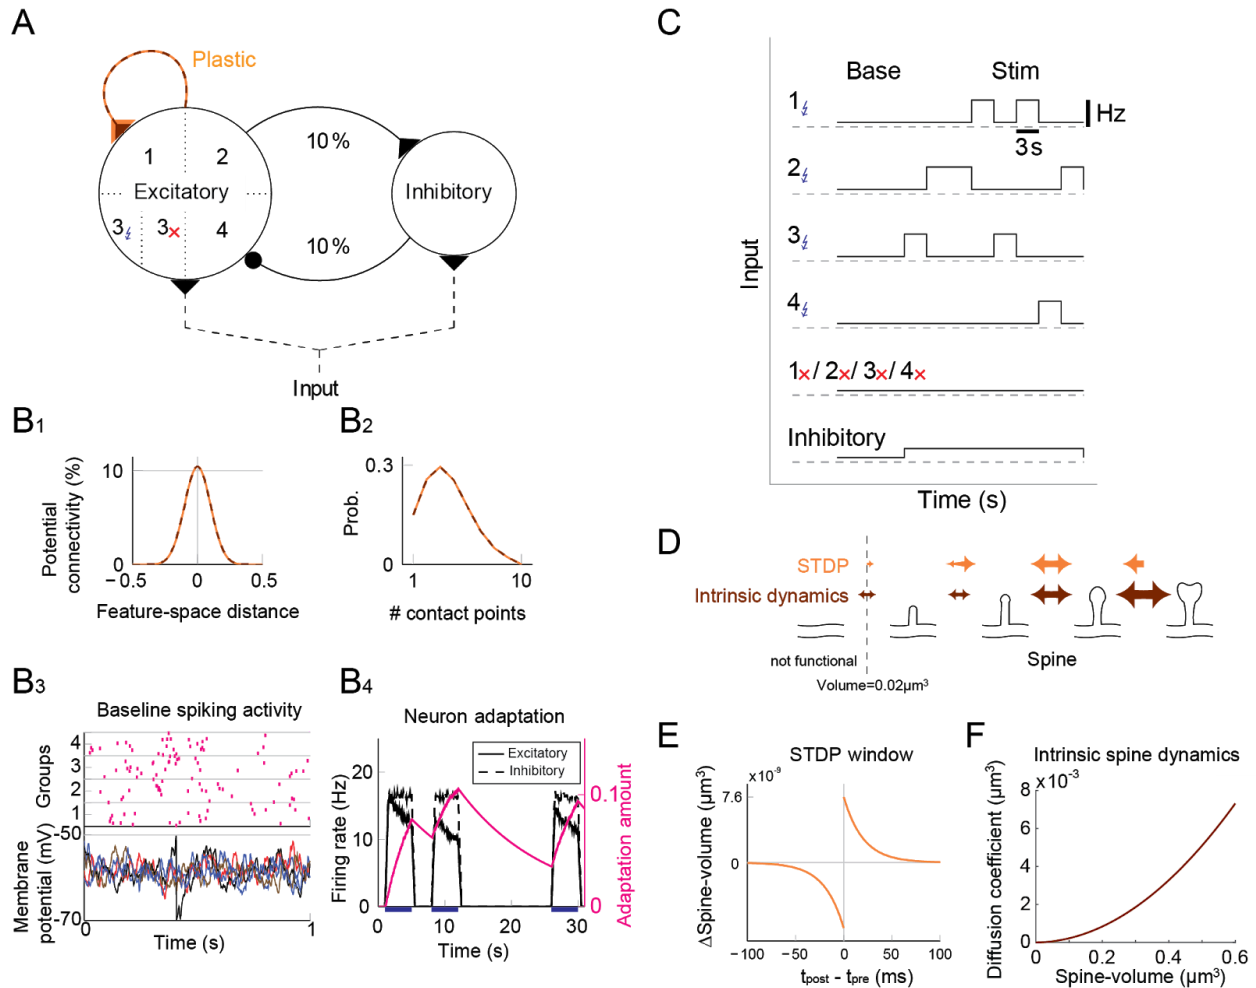 A
Plastic
1
2
Excitatory
3
3
4
10%
10%
Inhibitory
Input
B1
Potential
connectivity (%)
10
0
−0.5
0
0.5
Feature-space distance
B2
Prob.
0.3
0
1
10
# contact points
B3
Baseline spiking activity
Groups
4
3
2
1
Membrane
potential (mV)
-50
-70
0
1
Time (s)
B4
Neuron adaptation
Excitatory
Inhibitory
Firing rate (Hz)
20
10
0
0
10
20
30
Time (s)
0.1
0
Adaptation amount
C
Base
Stim
Input
1
Hz
3s
2
3
4
1×/ 2×/ 3×/ 4×
Inhibitory
Time (s)
D
STDP
Intrinsic dynamics
not functional
Spine
Volume=0.02µm³
E
STDP window
×10⁻⁹
ΔSpine-volume (µm³)
7.6
0
−100
−50
0
50
100
tpost - tpre (ms)
F
Intrinsic spine dynamics
×10⁻³
Diffusion coefficient (µm³)
8
6
4
2
0
0
0.2
0.4
0.6
Spine-volume (µm³)